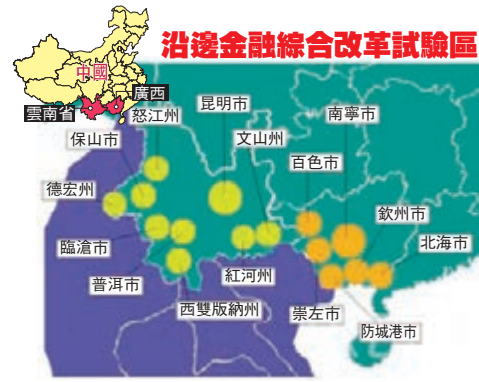 沿邊金融綜合改革試驗區
中國
廣西
雲南省
怒江州
昆明市
南寧市
保山市
文山州
百色市
德宏州
欽州市
臨滄市
北海市
普洱市
紅河州
西雙版納州
崇左市
防城港市